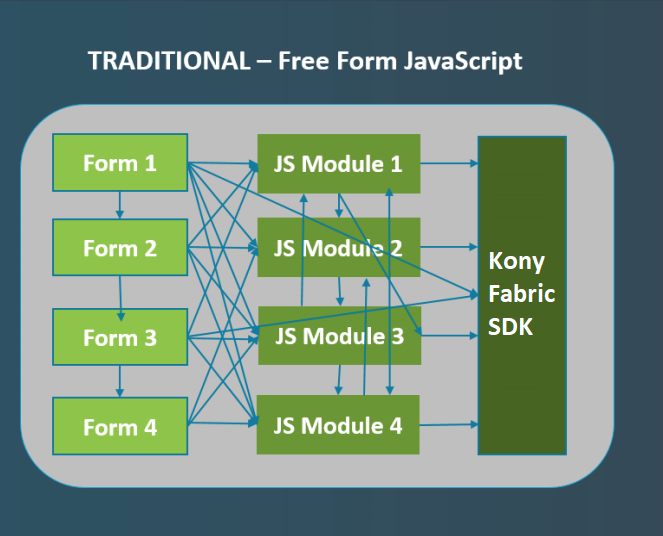 TRADITIONAL – Free Form JavaScript
Form 1
JS Module 1
Form 2
JS Module 2
Kony
Fabric
SDK
Form 3
JS Module 3
Form 4
JS Module 4